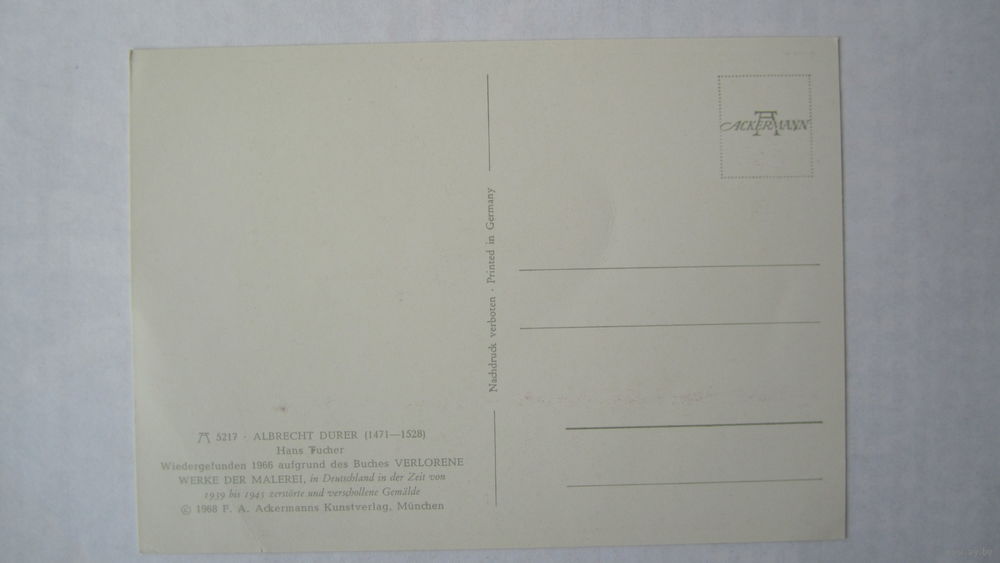 5217 · ALBRECHT DÜRER (1471—1528)
Hans Tucher
Wiedergefunden 1966 aufgrund des Buches VERLORENE
WERKE DER MALEREI, in Deutschland in der Zeit von
1939 bis 1945 zerstörte und verschollene Gemälde
© 1968 F. A. Ackermanns Kunstverlag, München
Nachdruck verboten · Printed in Germany
ACKERMANN